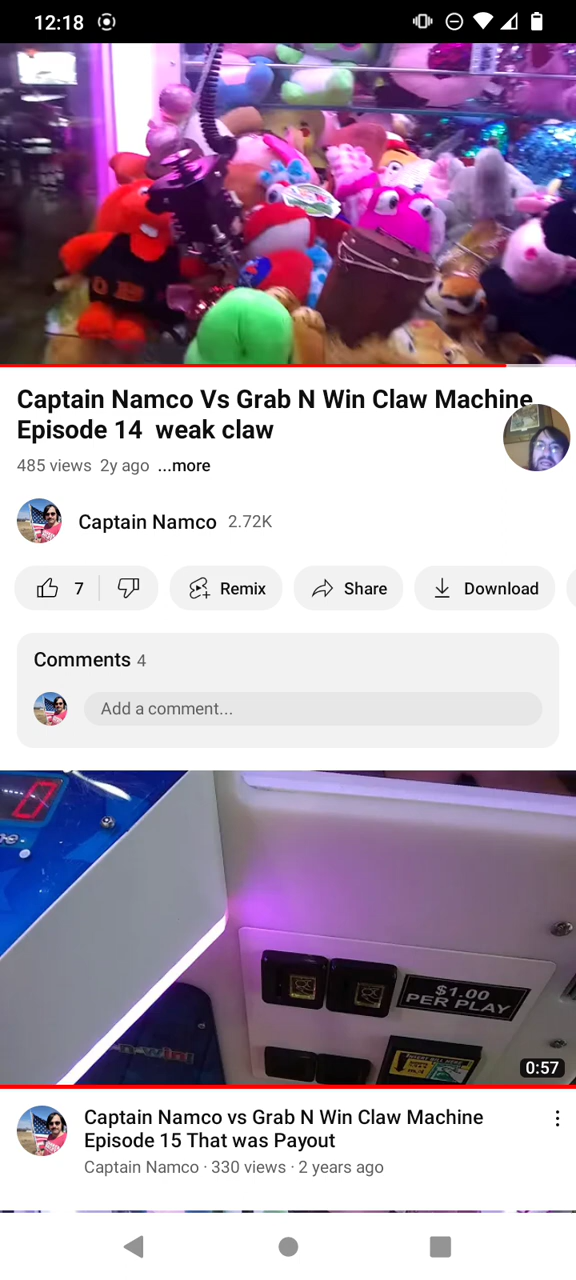 12:18
Captain Namco Vs Grab N Win Claw Machine
Episode 14  weak claw
485 views  2y ago  ...more
Captain Namco  2.72K
7  Remix  Share  Download
Comments 4
Add a comment...
$1.00
PER PLAY
0:57
Captain Namco vs Grab N Win Claw Machine
Episode 15 That was Payout
Captain Namco · 330 views · 2 years ago